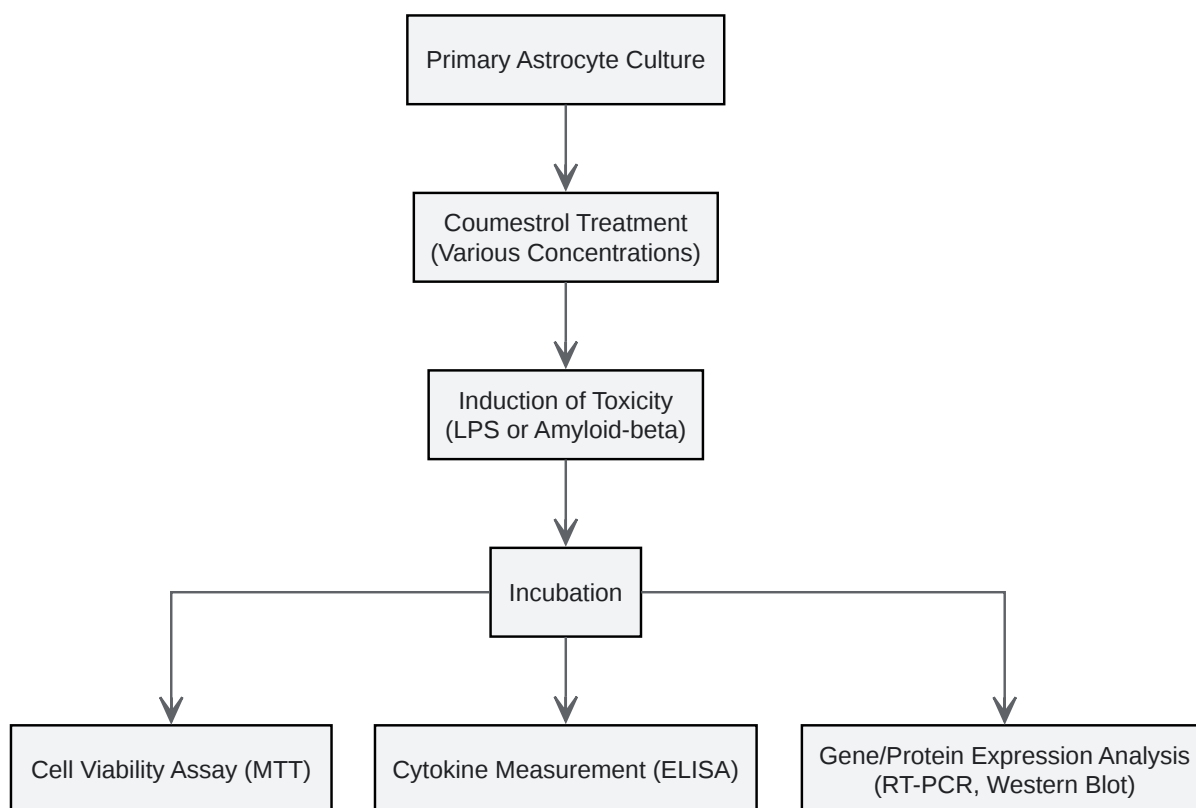 Primary Astrocyte Culture
Coumestrol Treatment
(Various Concentrations)
Induction of Toxicity
(LPS or Amyloid-beta)
Incubation
Cell Viability Assay (MTT)
Cytokine Measurement (ELISA)
Gene/Protein Expression Analysis
(RT-PCR, Western Blot)